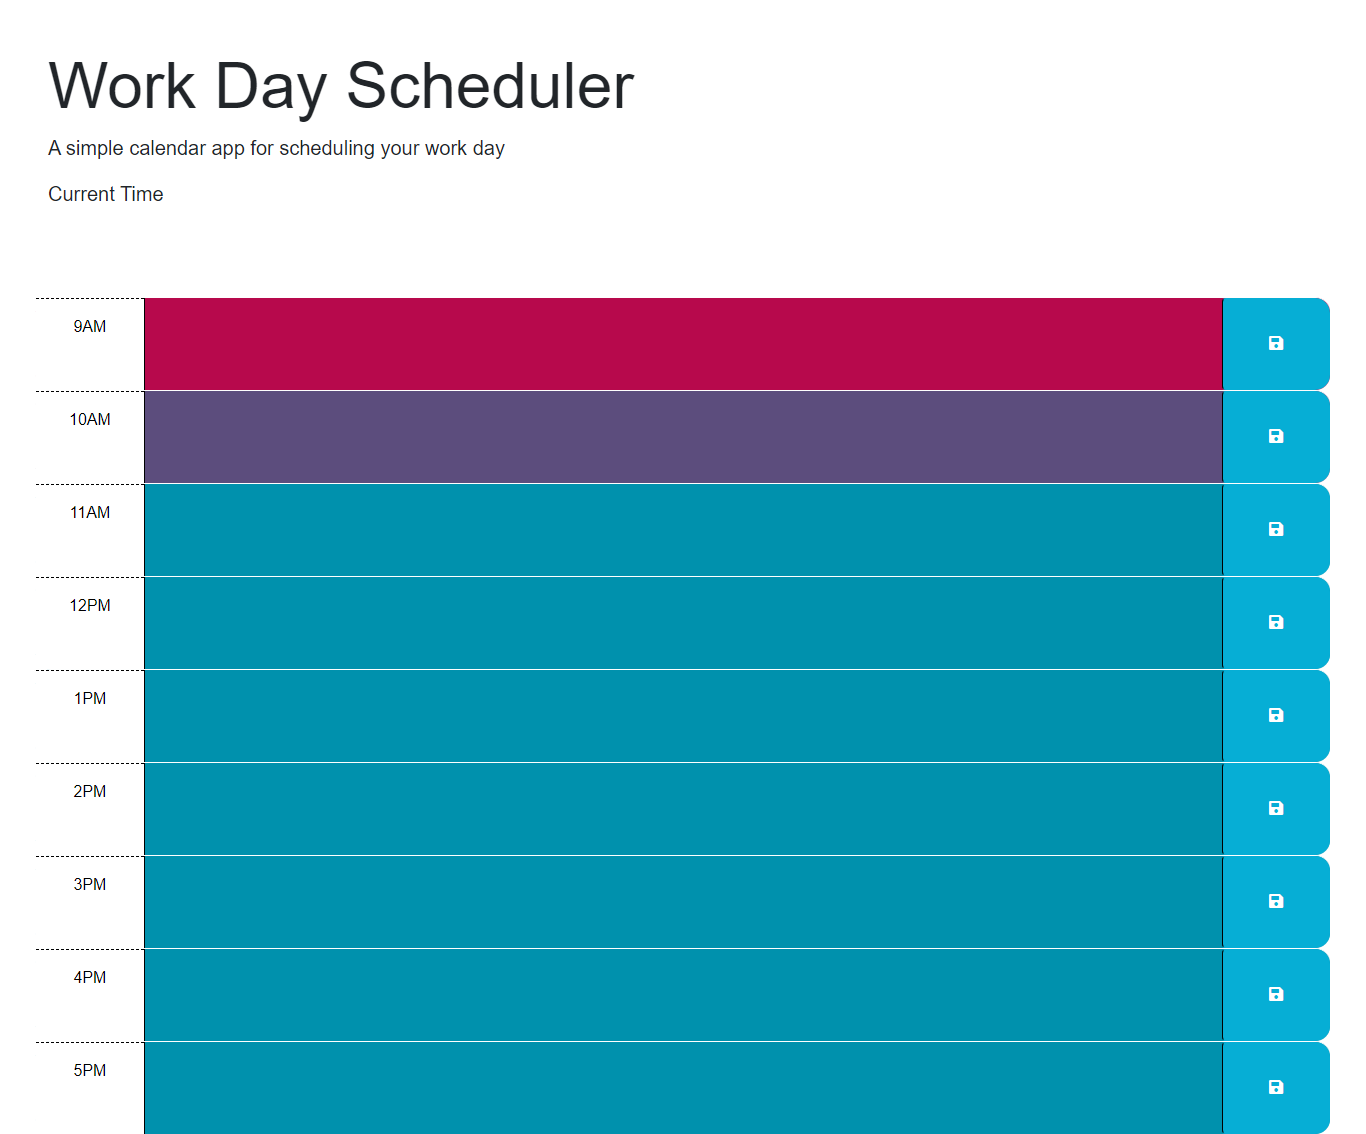 Work Day Scheduler
A simple calendar app for scheduling your work day
Current Time
9AM
10AM
11AM
12PM
1PM
2PM
3PM
4PM
5PM